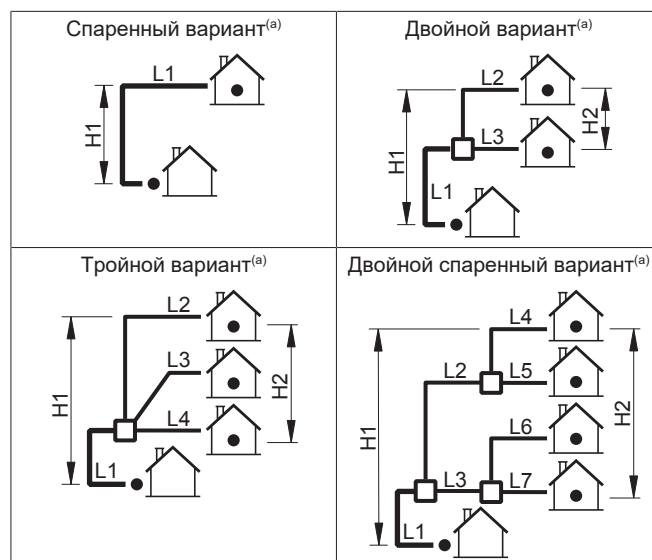 Спаренный вариант(a)
L1
H1
Двойной вариант(a)
L2
H2
L3
H1
L1
Тройной вариант(a)
L2
L3
H2
H1
L4
L1
Двойной спаренный вариант(a)
L4
L2
L5
H2
H1
L6
L3
L7
L1